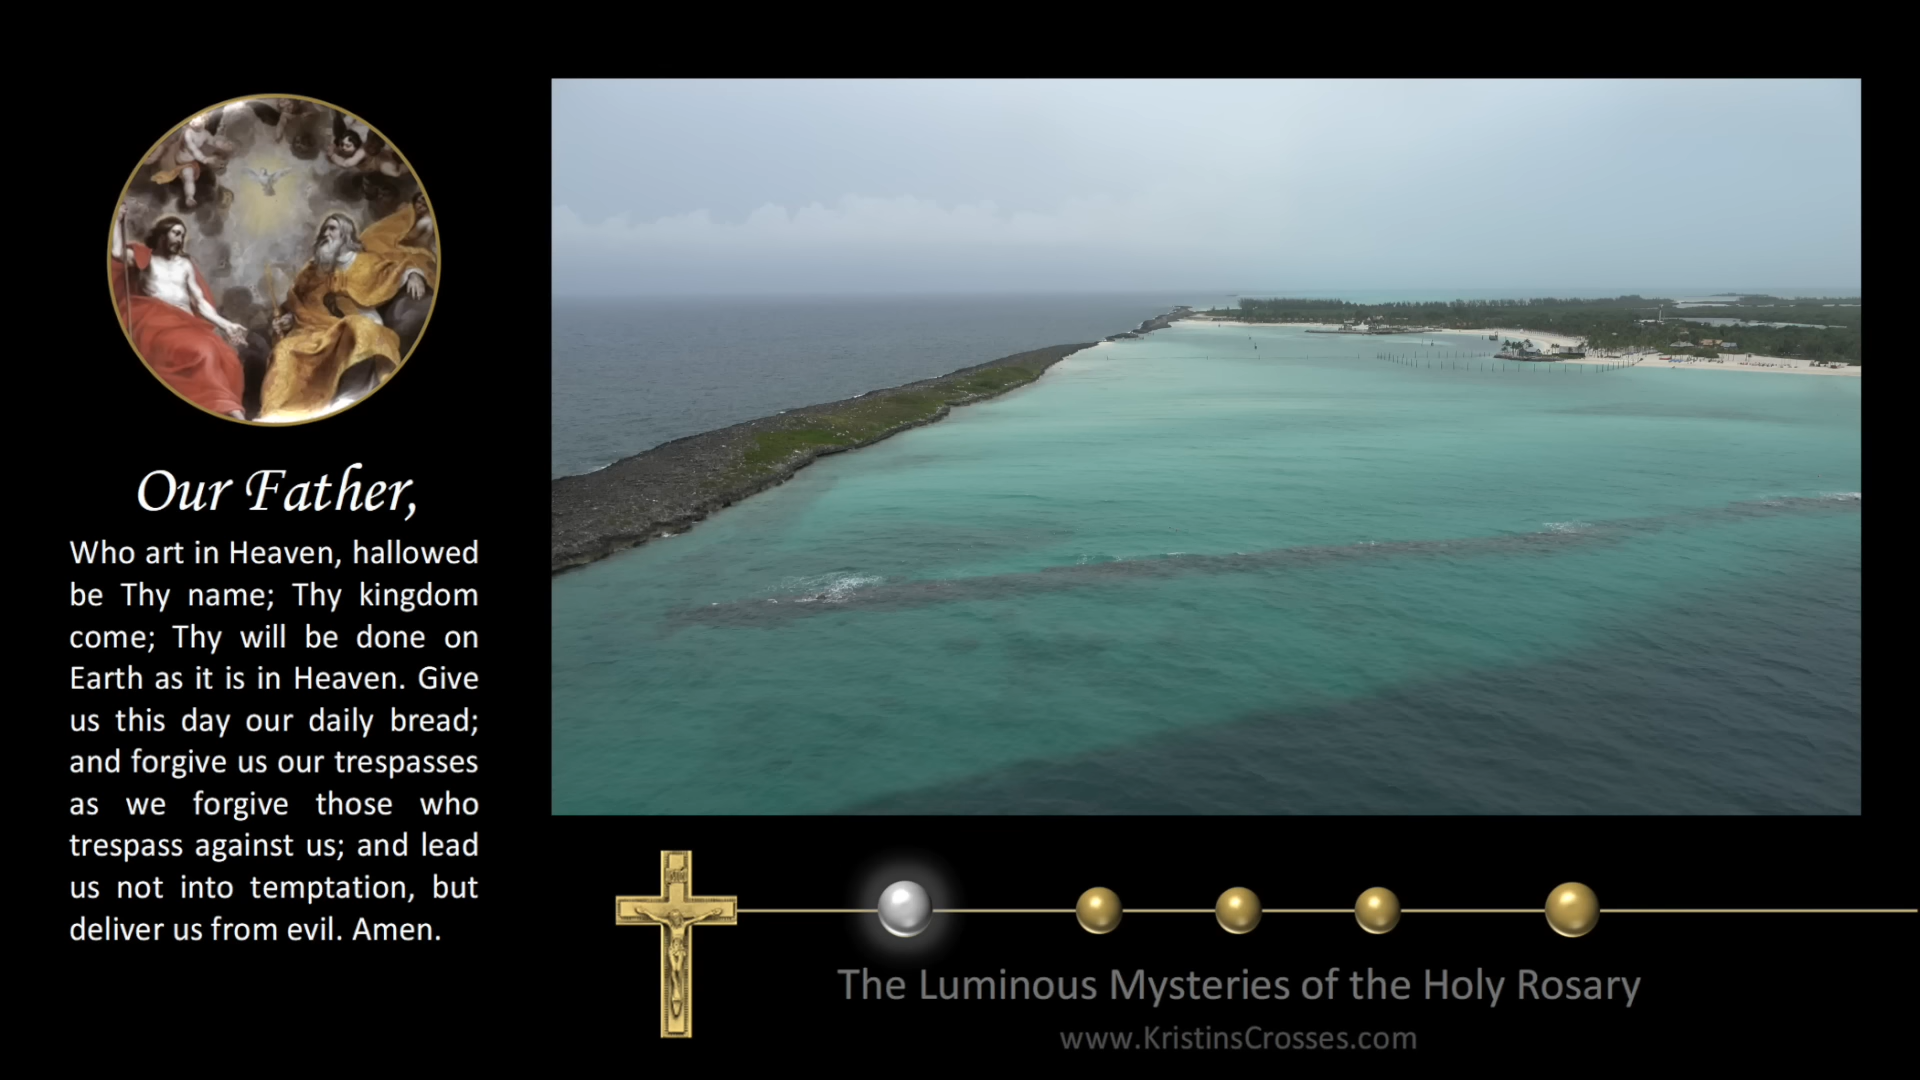 Our Father,
Who art in Heaven, hallowed
be Thy name; Thy kingdom
come; Thy will be done on
Earth as it is in Heaven. Give
us this day our daily bread;
and forgive us our trespasses
as we forgive those who
trespass against us; and lead
us not into temptation, but
deliver us from evil. Amen.
INRI
The Luminous Mysteries of the Holy Rosary
www.KristinsCrosses.com